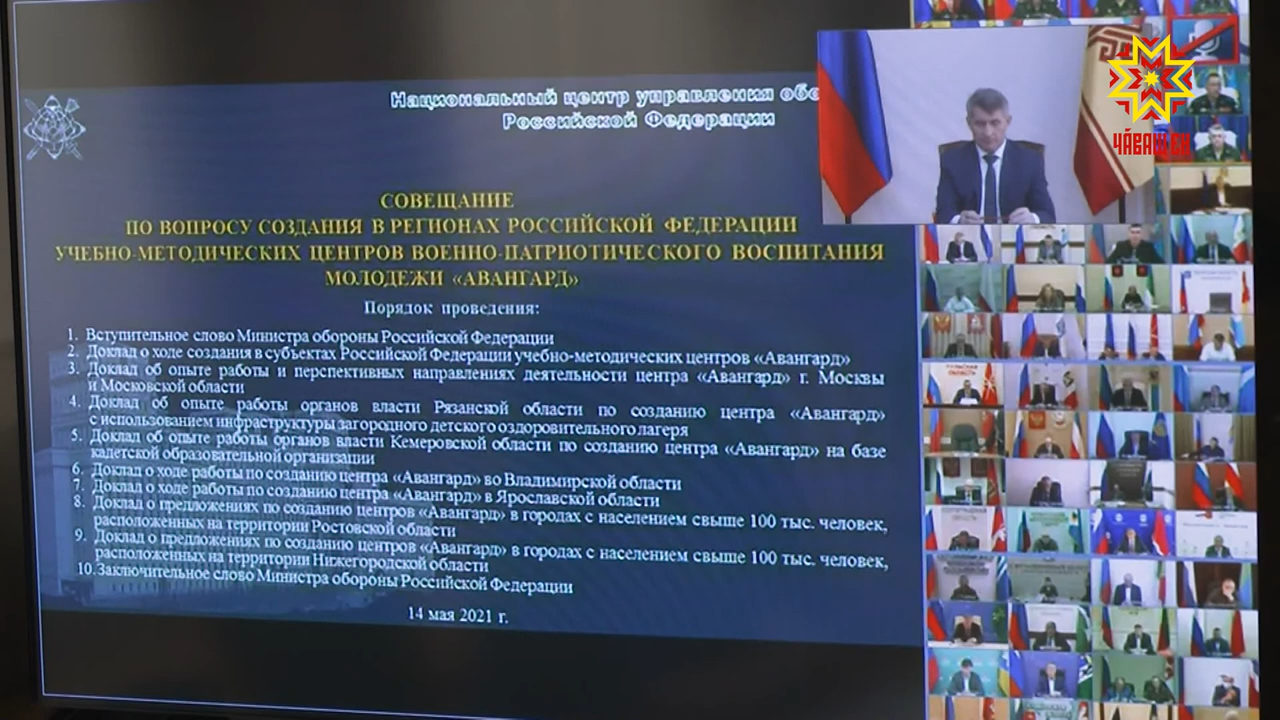 Национальный центр управления обо
Российской Федерации
ЧӐВАШ ЕН
СОВЕЩАНИЕ
ПО ВОПРОСУ СОЗДАНИЯ В РЕГИОНАХ РОССИЙСКОЙ ФЕДЕРАЦИИ
УЧЕБНО-МЕТОДИЧЕСКИХ ЦЕНТРОВ ВОЕННО-ПАТРИОТИЧЕСКОГО ВОСПИТАНИЯ
МОЛОДЕЖИ «АВАНГАРД»
Порядок проведения:
1. Вступительное слово Министра обороны Российской Федерации
2. Доклад о ходе создания в субъектах Российской Федерации учебно-методических центров «Авангард»
3. Доклад об опыте работы и перспективных направлениях деятельности центра «Авангард» г. Москвы
и Московской области
4. Доклад об опыте работы органов власти Рязанской области по созданию центра «Авангард»
с использованием инфраструктуры загородного детского оздоровительного лагеря
5. Доклад об опыте работы органов власти Кемеровской области по созданию центра «Авангард» на базе
кадетской образовательной организации
6. Доклад о ходе работы по созданию центра «Авангард» во Владимирской области
7. Доклад о ходе работы по созданию центра «Авангард» в Ярославской области
8. Доклад о предложениях по созданию центров «Авангард» в городах с населением свыше 100 тыс. человек,
расположенных на территории Ростовской области
9. Доклад о предложениях по созданию центров «Авангард» в городах с населением свыше 100 тыс. человек,
расположенных на территории Нижегородской области
10. Заключительное слово Министра обороны Российской Федерации
14 мая 2021 г.